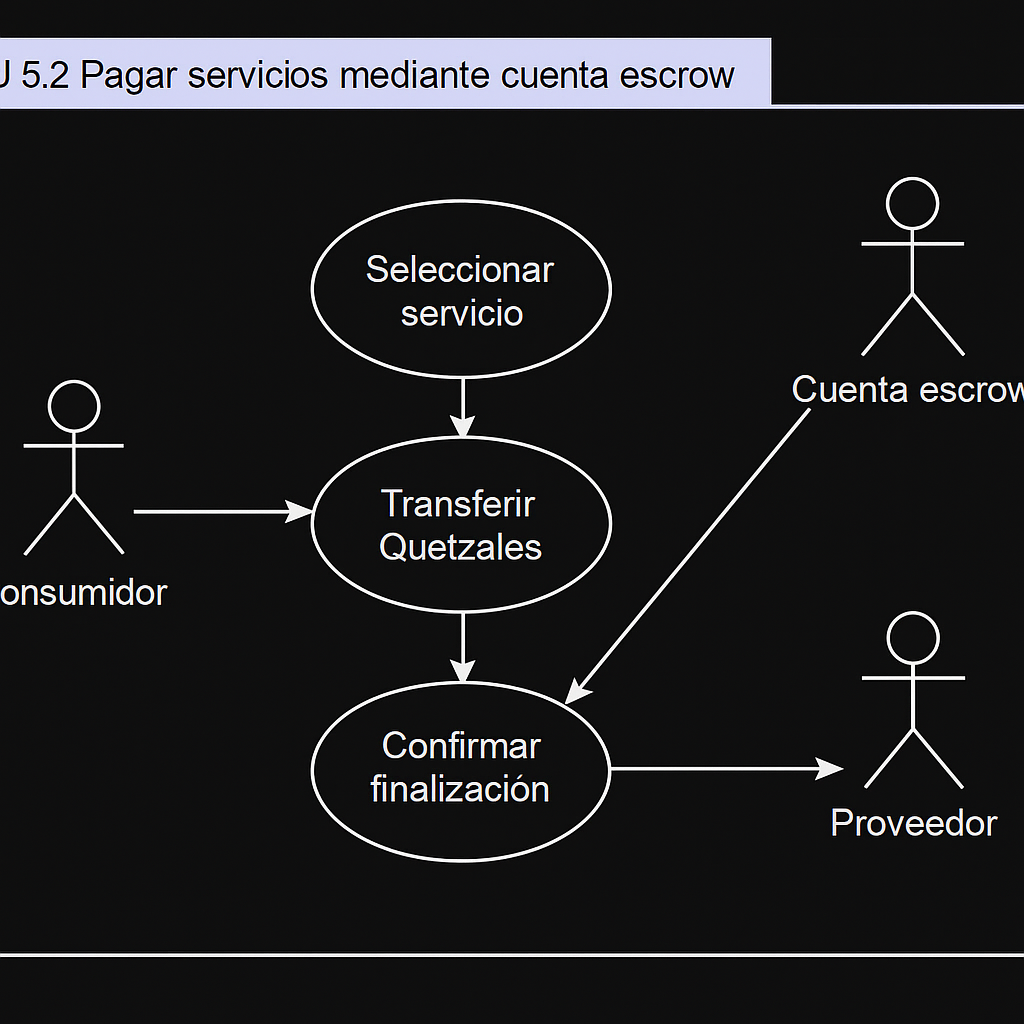 5.2 Pagar servicios mediante cuenta escrow
Seleccionar
servicio
Cuenta escrow
Transferir
Quetzales
onsumidor
Confirmar
finalización
Proveedor